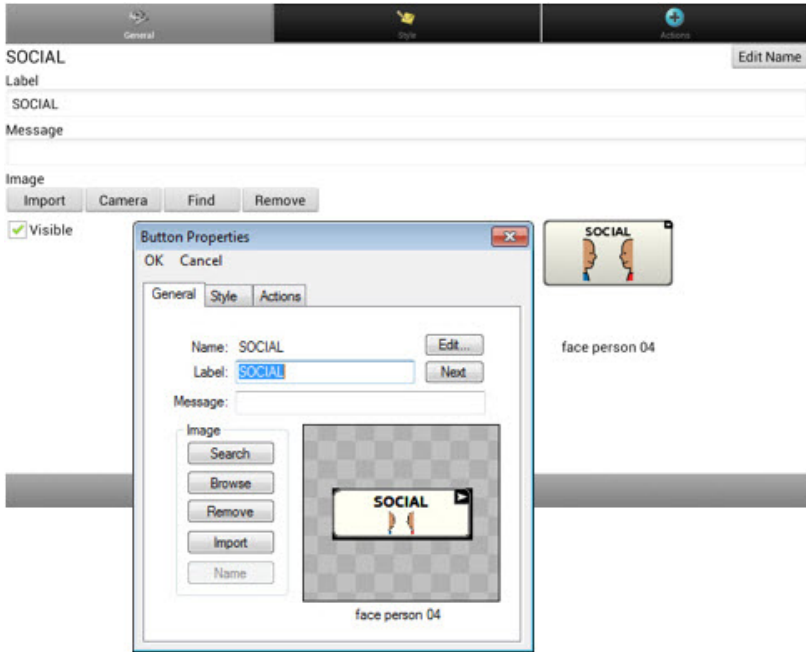 General
Style
Actions
SOCIAL
Edit Name
Label
SOCIAL
Message
Image
Import
Camera
Find
Remove
Visible
SOCIAL
face person 04
Button Properties
OK Cancel
General Style Actions
Name: SOCIAL
Edit...
Label: SOCIAL
Next
Message:
Image
Search
Browse
Remove
Import
Name
SOCIAL
face person 04